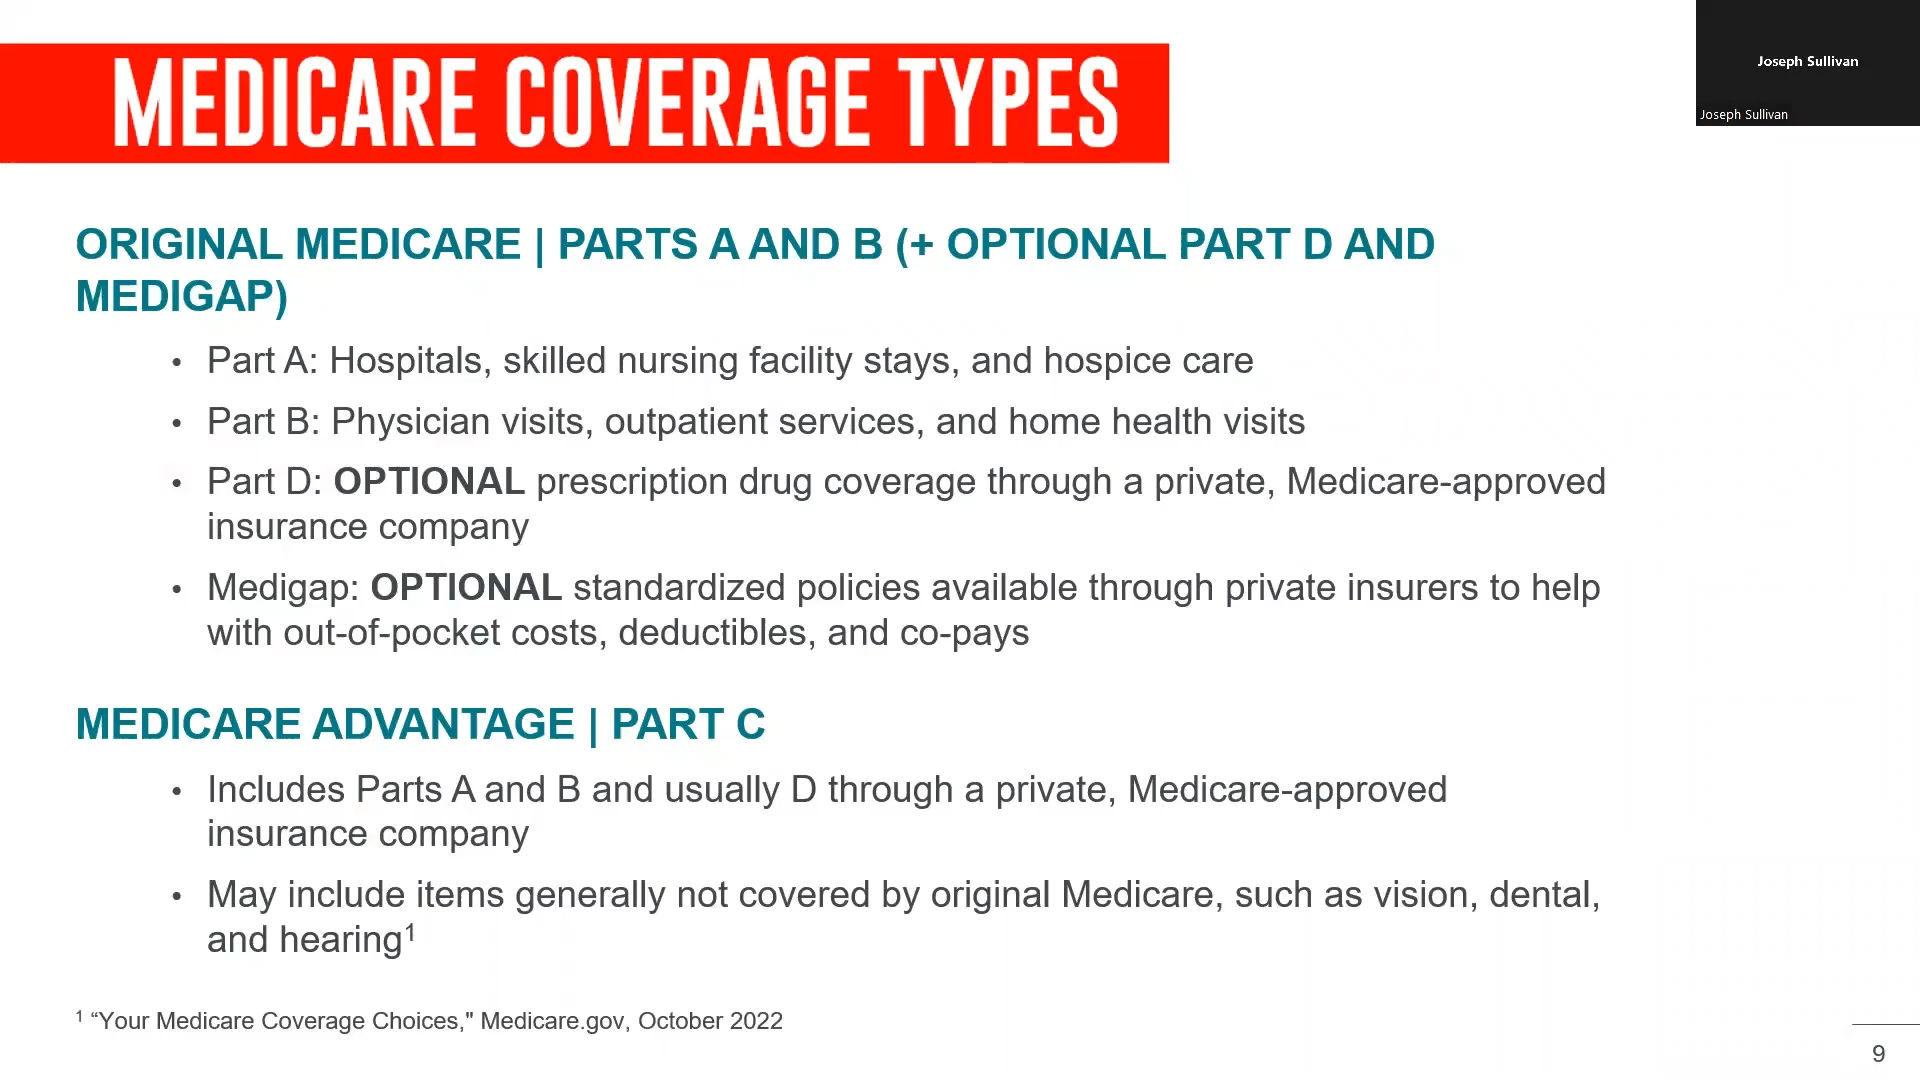 MEDICARE COVERAGE TYPES
Joseph Sullivan
Joseph Sullivan
ORIGINAL MEDICARE | PARTS A AND B (+ OPTIONAL PART D AND
MEDIGAP)
• Part A: Hospitals, skilled nursing facility stays, and hospice care
• Part B: Physician visits, outpatient services, and home health visits
• Part D: OPTIONAL prescription drug coverage through a private, Medicare-approved
insurance company
• Medigap: OPTIONAL standardized policies available through private insurers to help
with out-of-pocket costs, deductibles, and co-pays
MEDICARE ADVANTAGE | PART C
• Includes Parts A and B and usually D through a private, Medicare-approved
insurance company
• May include items generally not covered by original Medicare, such as vision, dental,
and hearing¹
¹ “Your Medicare Coverage Choices," Medicare.gov, October 2022
9